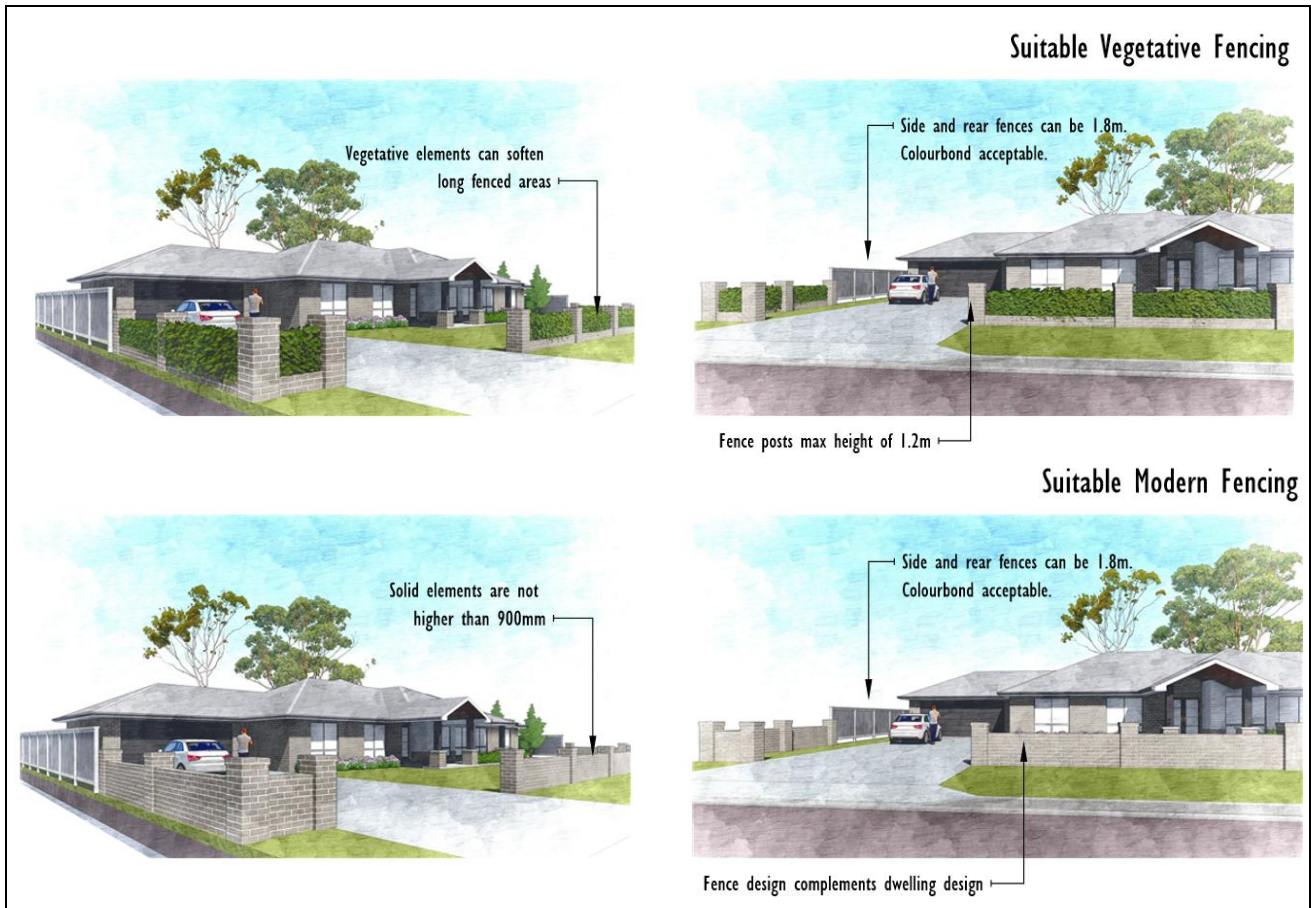 Suitable Vegetative Fencing
Vegetative elements can soften
long fenced areas
Side and rear fences can be 1.8m.
Colourbond acceptable.
Fence posts max height of 1.2m
Suitable Modern Fencing
Solid elements are not
higher than 900mm
Side and rear fences can be 1.8m.
Colourbond acceptable.
Fence design complements dwelling design